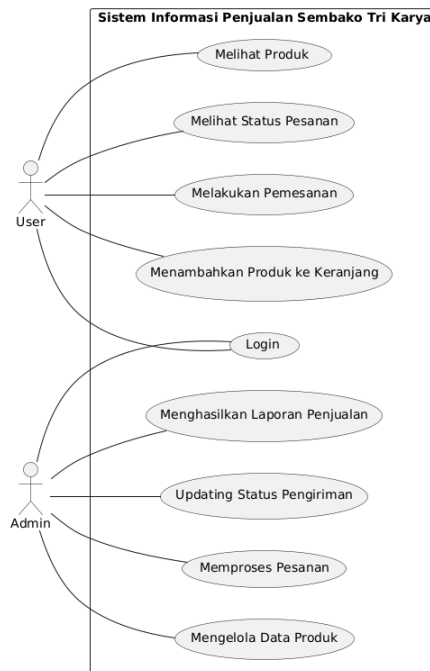 Sistem Informasi Penjualan Sembako Tri Karya
Melihat Produk
Melihat Status Pesanan
User
Melakukan Pemesanan
Menambahkan Produk ke Keranjang
Login
Menghasilkan Laporan Penjualan
Admin
Updating Status Pengiriman
Memproses Pesanan
Mengelola Data Produk